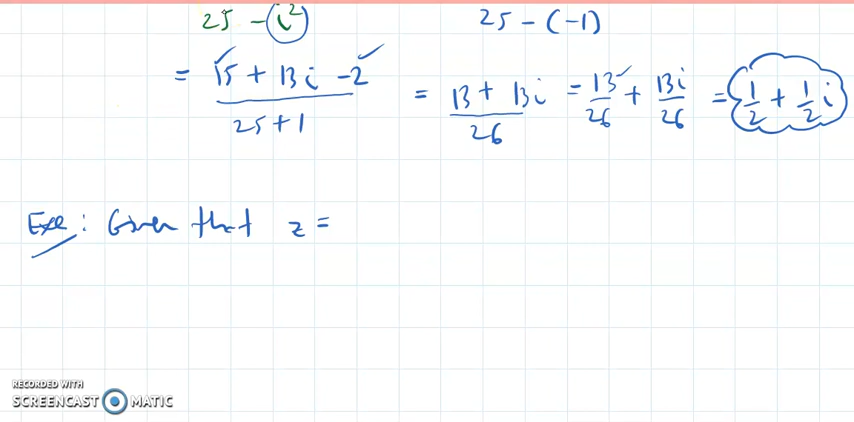 25 - i² 25 - (-1)
= 15 + 13i - 2 / 25 + 1 = 13 + 13i / 26 = 13/26 + 13i/26 = 1/2 + 1/2 i
Exe: Given that z =
RECORDED WITH
SCREENCAST MATIC